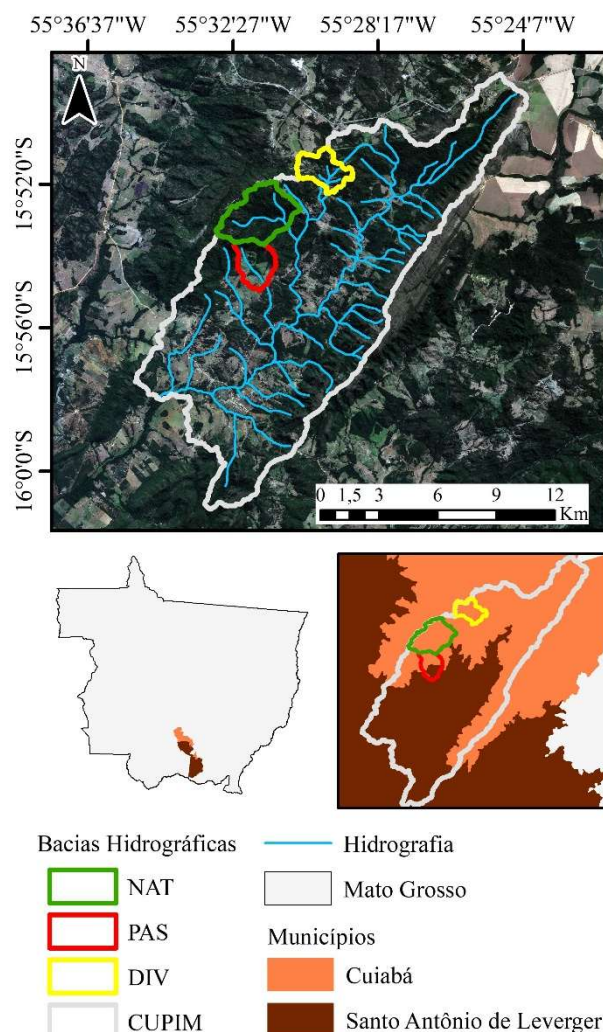 55°36'37"W 55°32'27"W 55°28'17"W 55°24'7"W
N
15°52'0"S
15°56'0"S
16°0'0"S
0 1,5 3 6 9 12
Km
Bacias Hidrográficas
NAT
PAS
DIV
CUPIM
Hidrografia
Mato Grosso
Municípios
Cuiabá
Santo Antônio de Leverger